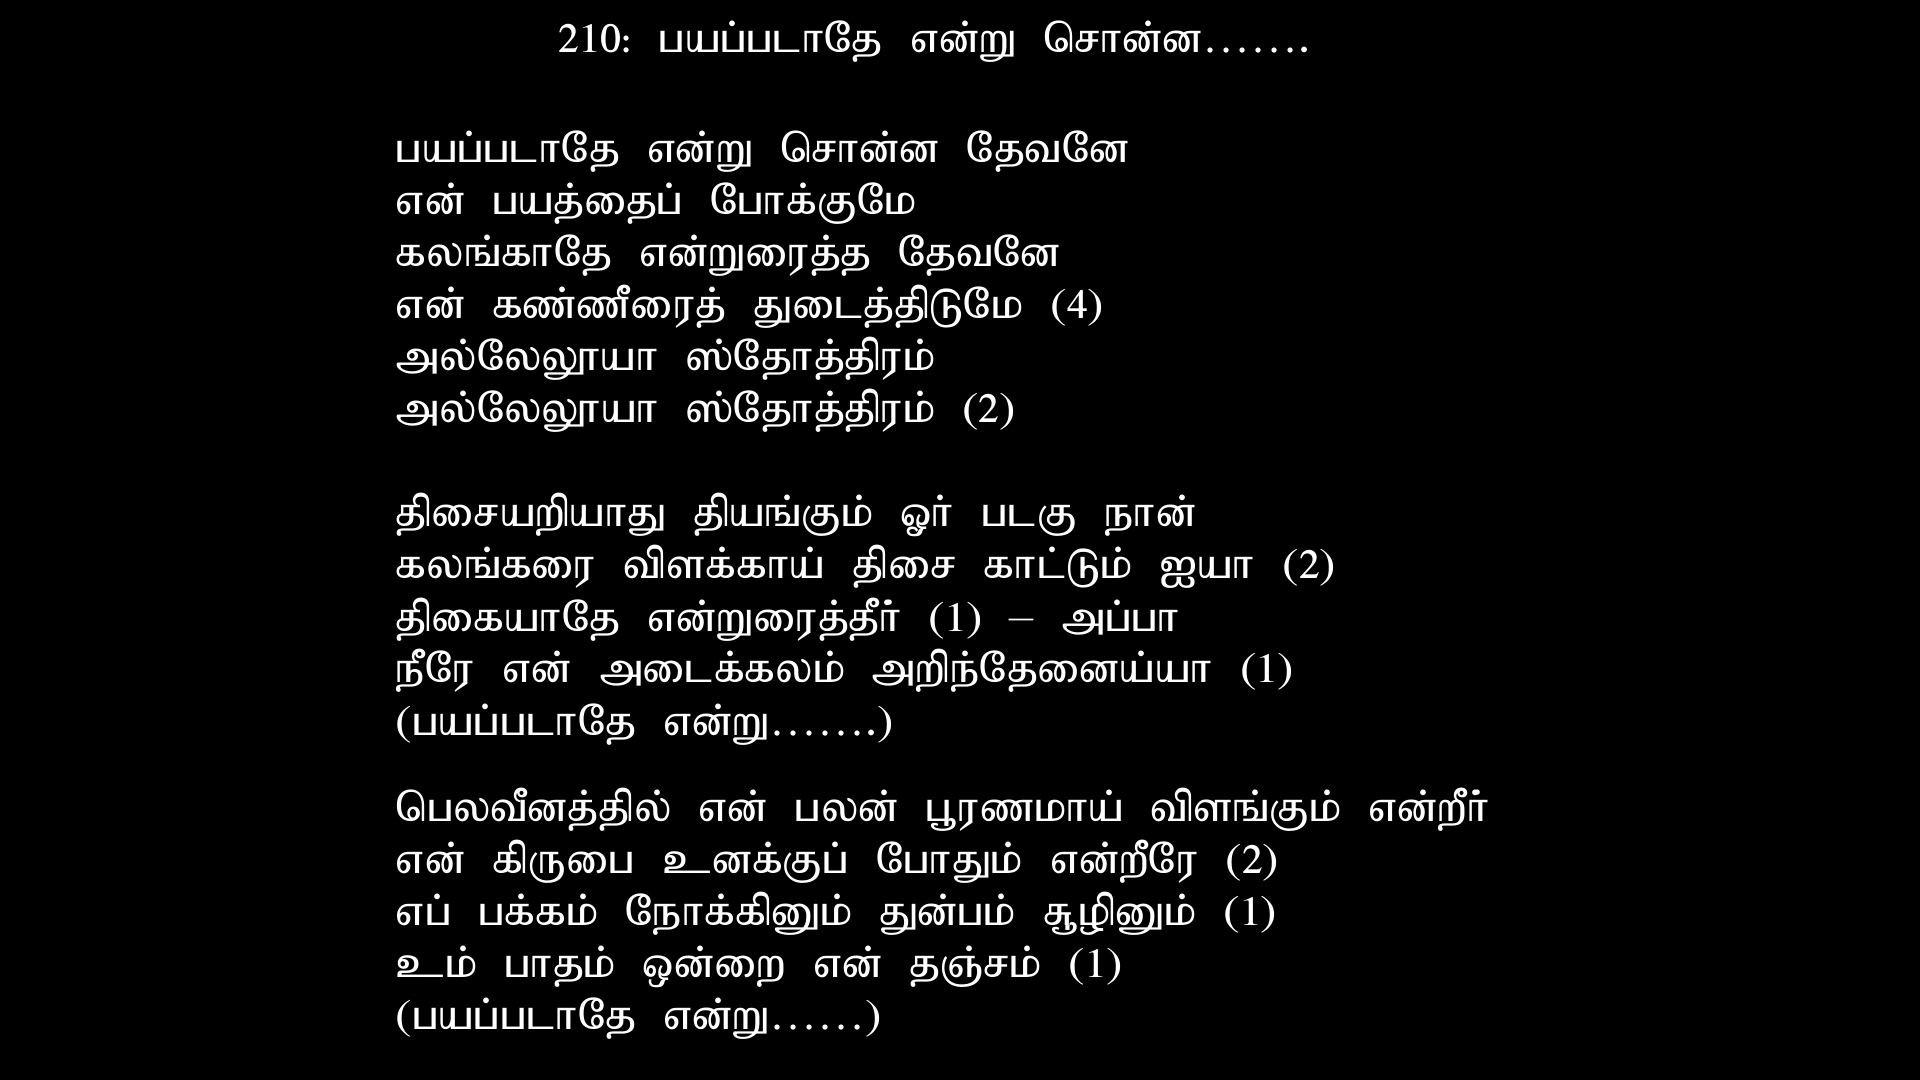 210: பயப்படாதே என்று சொன்ன.......
பயப்படாதே என்று சொன்ன தேவனே
என் பயத்தைப் போக்குமே
கலங்காதே என்றுரைத்த தேவனே
என் கண்ணீரைத் துடைத்திடுமே (4)
அல்லேலூயா ஸ்தோத்திரம்
அல்லேலூயா ஸ்தோத்திரம் (2)
திசையறியாது தியங்கும் ஓர் படகு நான்
கலங்கரை விளக்காய் திசை காட்டும் ஐயா (2)
திகையாதே என்றுரைத்தீர் (1) – அப்பா
நீரே என் அடைக்கலம் அறிந்தேனைய்யா (1)
(பயப்படாதே என்று.......)
பெலவீனத்தில் என் பலன் பூரணமாய் விளங்கும் என்றீர்
என் கிருபை உனக்குப் போதும் என்றீரே (2)
எப் பக்கம் நோக்கினும் துன்பம் சூழினும் (1)
உம் பாதம் ஒன்றை என் தஞ்சம் (1)
(பயப்படாதே என்று......)